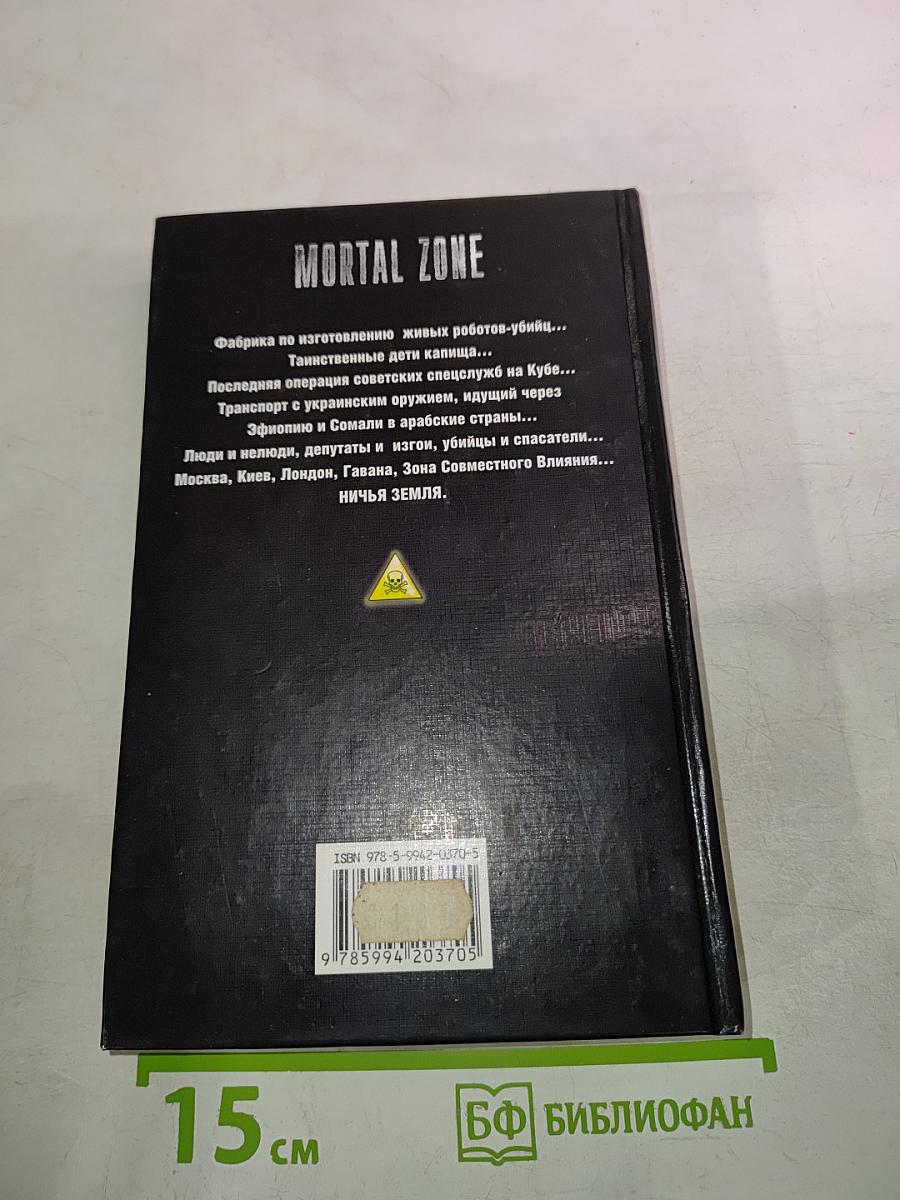 MORTAL ZONE
Фабрика по изготовлению живых роботов-убийц...
Таинственные дети капища...
Последняя операция советских спецслужб на Кубе...
Транспорт с украинским оружием, идущий через
Эфиопию и Сомали в арабские страны...
Люди и нелюди, депутаты и изгои, убийцы и спасатели...
Москва, Киев, Лондон, Гавана, Зона Совместного Влияния...
НИЧЬЯ ЗЕМЛЯ.
ISBN 978-5-9942-0370-5
9 785994 203705
15 см
БФ БИБЛИОФАН